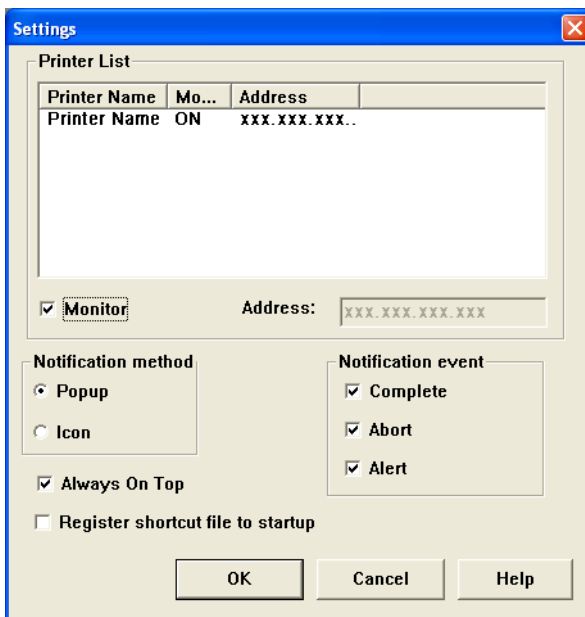 Settings
Printer List
Printer Name Mo... Address
Printer Name ON xxx.xxx.xxx..
Monitor Address: xxx.xxx.xxx.xxx
Notification method
Popup
Icon
Notification event
Complete
Abort
Alert
Always On Top
Register shortcut file to startup
OK Cancel Help